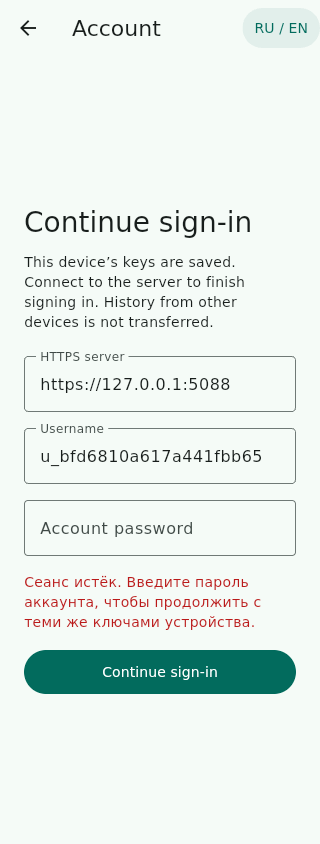 Account
RU / EN
Continue sign-in
This device’s keys are saved.
Connect to the server to finish
signing in. History from other
devices is not transferred.
HTTPS server
https://127.0.0.1:5088
Username
u_bfd6810a617a441fbb65
Account password
Сеанс истёк. Введите пароль
аккаунта, чтобы продолжить с
теми же ключами устройства.
Continue sign-in